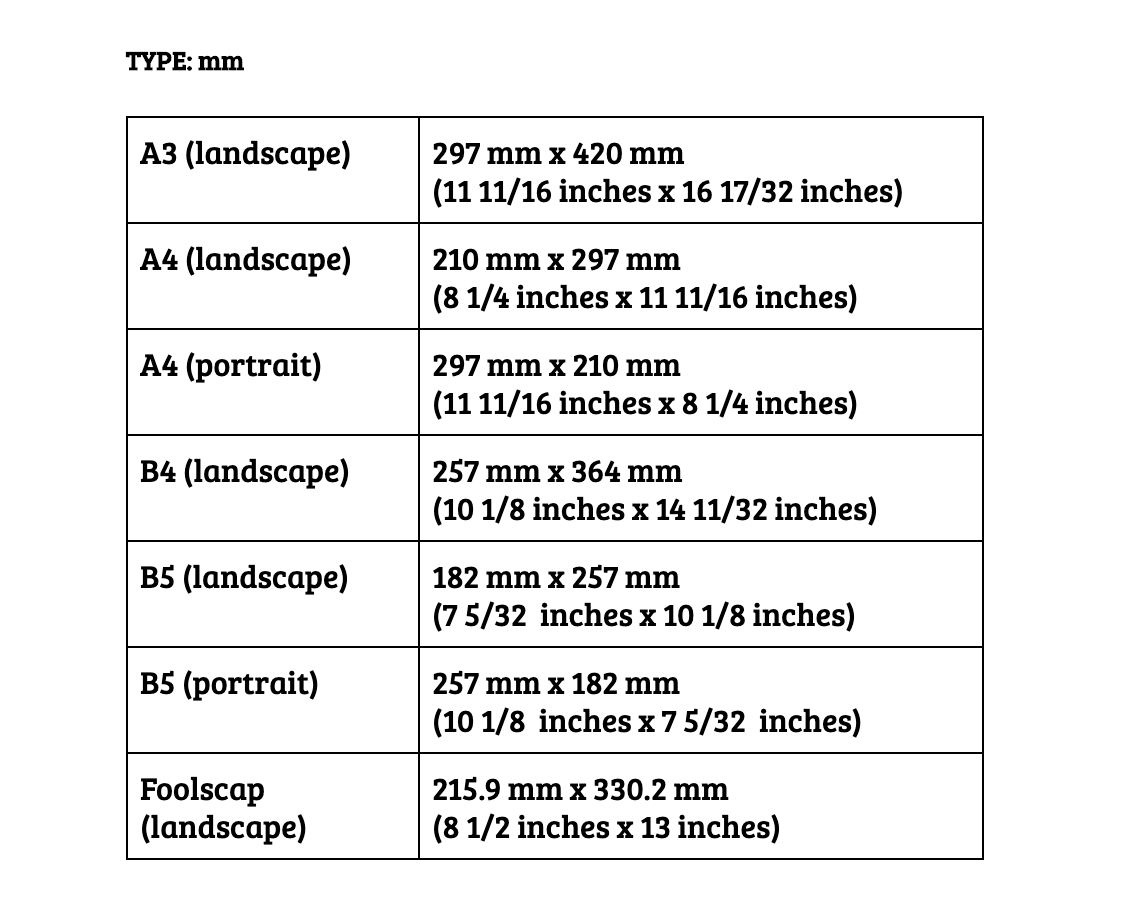 TYPE: mm
A3 (landscape)
297 mm x 420 mm
(11 11/16 inches x 16 17/32 inches)
A4 (landscape)
210 mm x 297 mm
(8 1/4 inches x 11 11/16 inches)
A4 (portrait)
297 mm x 210 mm
(11 11/16 inches x 8 1/4 inches)
B4 (landscape)
257 mm x 364 mm
(10 1/8 inches x 14 11/32 inches)
B5 (landscape)
182 mm x 257 mm
(7 5/32  inches x 10 1/8 inches)
B5 (portrait)
257 mm x 182 mm
(10 1/8  inches x 7 5/32  inches)
Foolscap
(landscape)
215.9 mm x 330.2 mm
(8 1/2 inches x 13 inches)